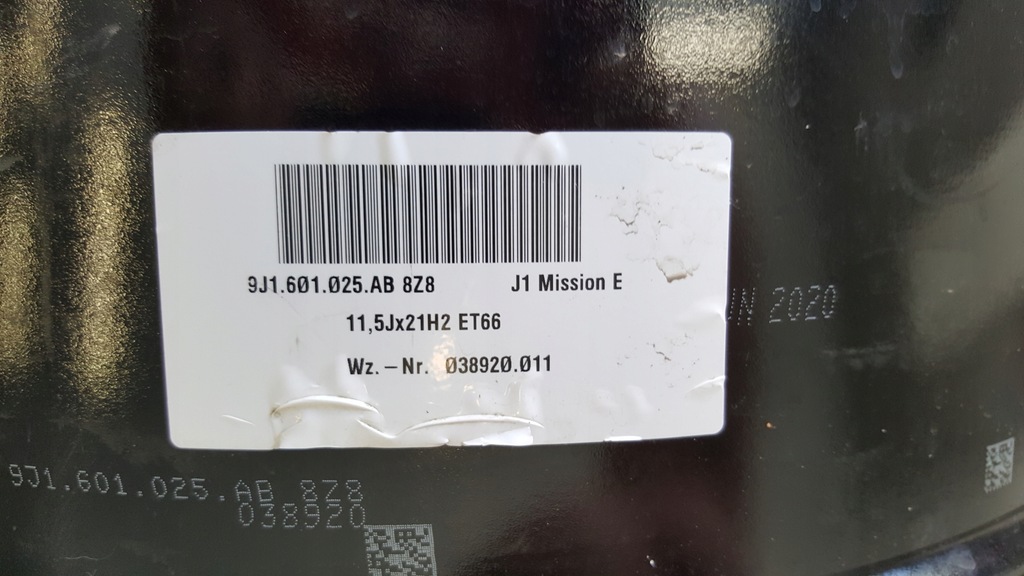 9J1.601.025.AB 8Z8 J1 Mission E
11,5Jx21H2 ET66
Wz.-Nr. 038920.011
2020
9J1.601.025.AB 8Z8
038920